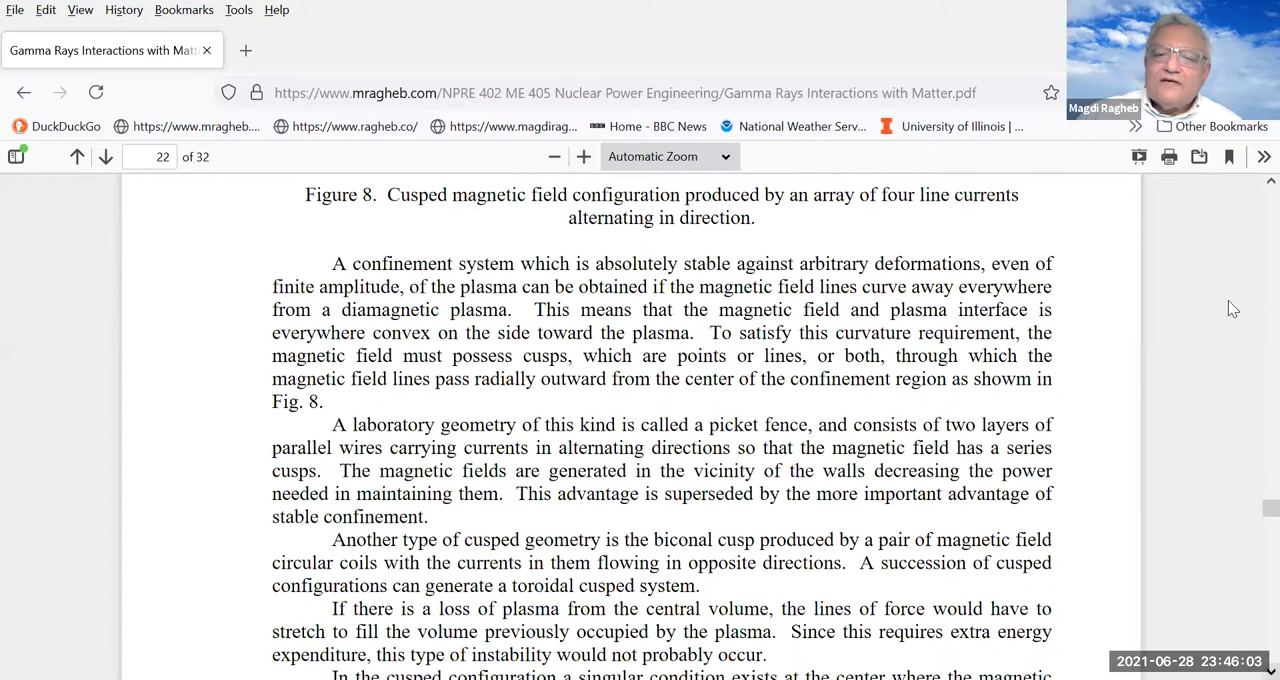 File Edit View History Bookmarks Tools Help
Gamma Rays Interactions with Matt
https://www.mragheb.com/NPRE 402 ME 405 Nuclear Power Engineering/Gamma Rays Interactions with Matter.pdf
Magdi Ragheb
DuckDuckGo https://www.mragheb.... https://www.ragheb.co/ https://www.magdirag... BBC Home - BBC News National Weather Serv... University of Illinois | ... Other Bookmarks
22 of 32 Automatic Zoom
Figure 8. Cusped magnetic field configuration produced by an array of four line currents
alternating in direction.
A confinement system which is absolutely stable against arbitrary deformations, even of
finite amplitude, of the plasma can be obtained if the magnetic field lines curve away everywhere
from a diamagnetic plasma. This means that the magnetic field and plasma interface is
everywhere convex on the side toward the plasma. To satisfy this curvature requirement, the
magnetic field must possess cusps, which are points or lines, or both, through which the
magnetic field lines pass radially outward from the center of the confinement region as showm in
Fig. 8.
A laboratory geometry of this kind is called a picket fence, and consists of two layers of
parallel wires carrying currents in alternating directions so that the magnetic field has a series
cusps. The magnetic fields are generated in the vicinity of the walls decreasing the power
needed in maintaining them. This advantage is superseded by the more important advantage of
stable confinement.
Another type of cusped geometry is the biconal cusp produced by a pair of magnetic field
circular coils with the currents in them flowing in opposite directions. A succession of cusped
configurations can generate a toroidal cusped system.
If there is a loss of plasma from the central volume, the lines of force would have to
stretch to fill the volume previously occupied by the plasma. Since this requires extra energy
expenditure, this type of instability would not probably occur.
In the cusped configuration a singular condition exists at the center where the magnetic
2021-06-28 23:46:03